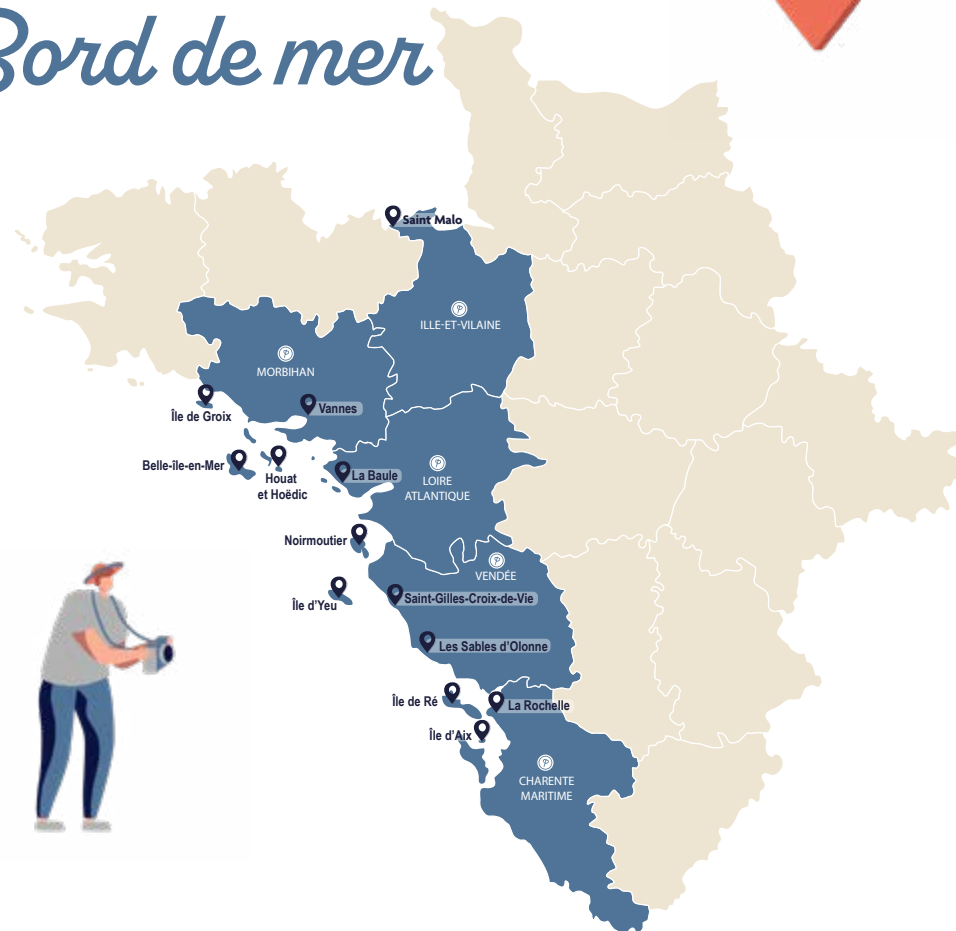 Bord de mer
Saint Malo
ILLE-ET-VILAINE
MORBIHAN
Île de Groix
Vannes
Belle-île-en-Mer
Houat
et Hoëdic
La Baule
LOIRE
ATLANTIQUE
Noirmoutier
VENDÉE
Île d'Yeu
Saint-Gilles-Croix-de-Vie
Les Sables d'Olonne
Île de Ré
La Rochelle
Île d'Aix
CHARENTE
MARITIME